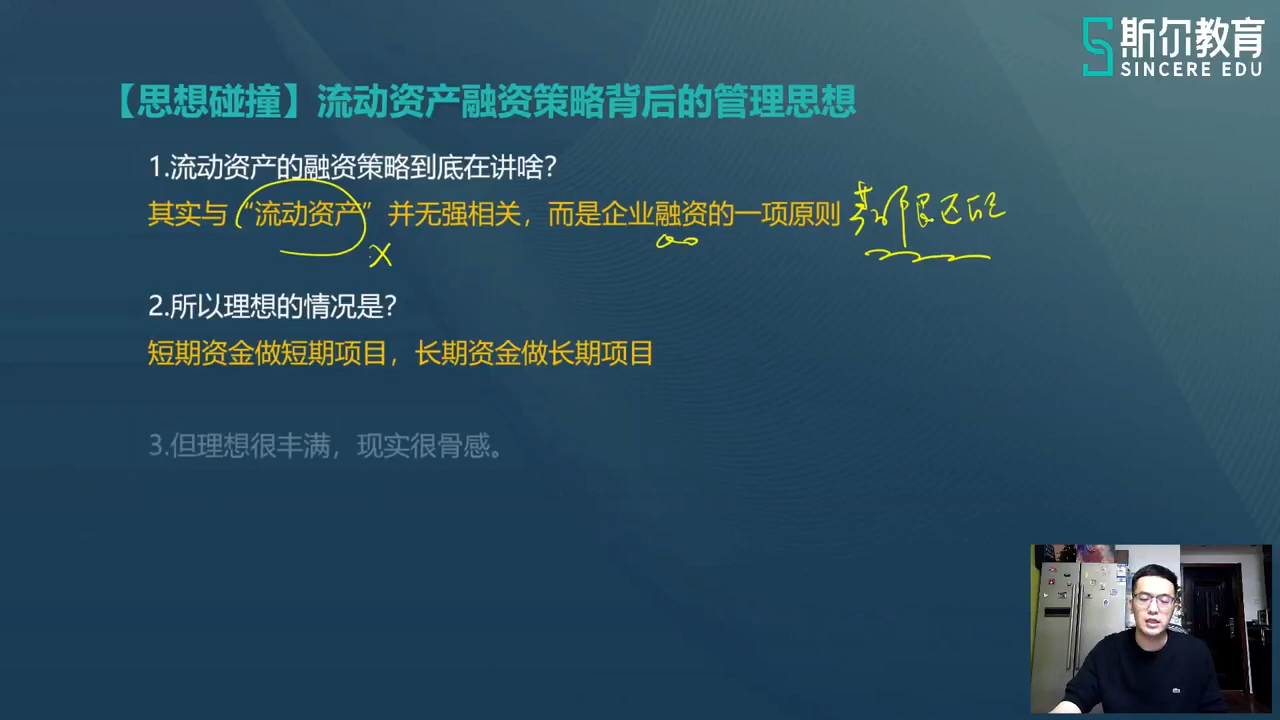 斯尔教育
SINCERE EDU
【思想碰撞】流动资产融资策略背后的管理思想
1.流动资产的融资策略到底在讲啥？
其实与“流动资产”并无强相关，而是企业融资的一项原则
2.所以理想的情况是？
短期资金做短期项目，长期资金做长期项目
3.但理想很丰满，现实很骨感。